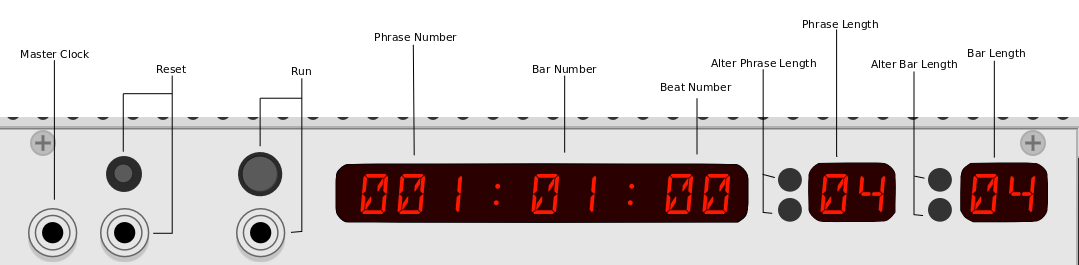 Phrase Length
Phrase Number
Master Clock
Bar Length
Reset
Run
Bar Number
Alter Phrase Length
Alter Bar Length
Beat Number
001 : 01 : 00
04
04